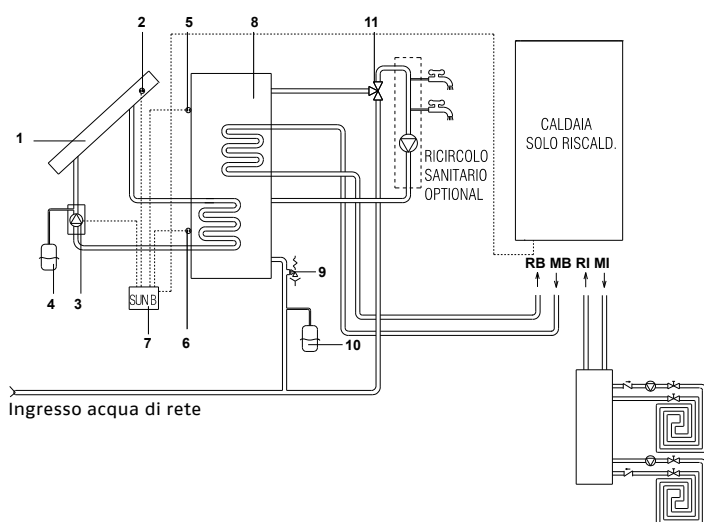 2
5
8
11
1
CALDAIA
SOLO RISCALD.
RICIRCOLO
SANITARIO
OPTIONAL
RB MB RI MI
SUN B
9
4
3
7
6
10
Ingresso acqua di rete